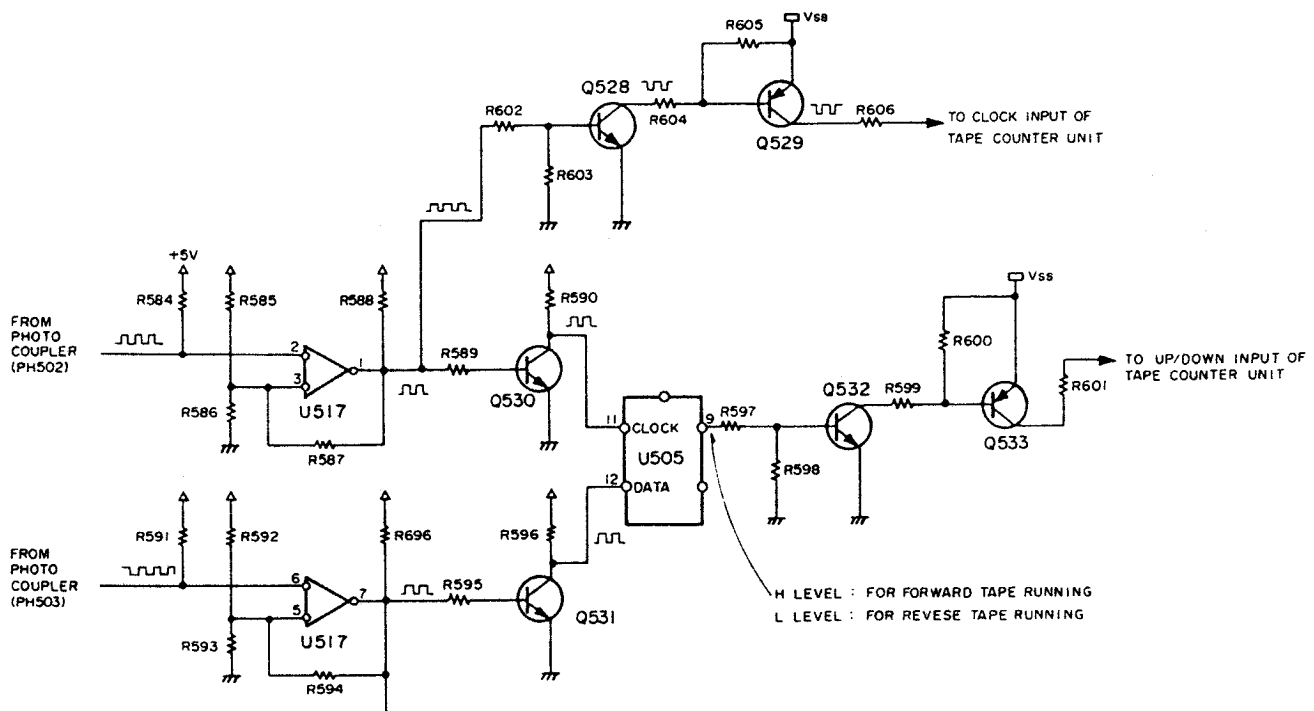 VSB
R605
Q528
R602
R604
R606
TO CLOCK INPUT OF
TAPE COUNTER UNIT
Q529
R603
+5V
R584
R585
R588
R590
VSS
FROM
PHOTO
COUPLER
(PH502)
2
3
1
R589
R600
TO UP/DOWN INPUT OF
TAPE COUNTER UNIT
R586
U517
Q530
Q532
R599
R601
R587
11
CLOCK
9
R597
Q533
U505
R598
12
DATA
R591
R592
R696
R596
FROM
PHOTO
COUPLER
(PH503)
6
5
7
R595
H LEVEL : FOR FORWARD TAPE RUNNING
L LEVEL : FOR REVESE TAPE RUNNING
R593
U517
Q531
R594